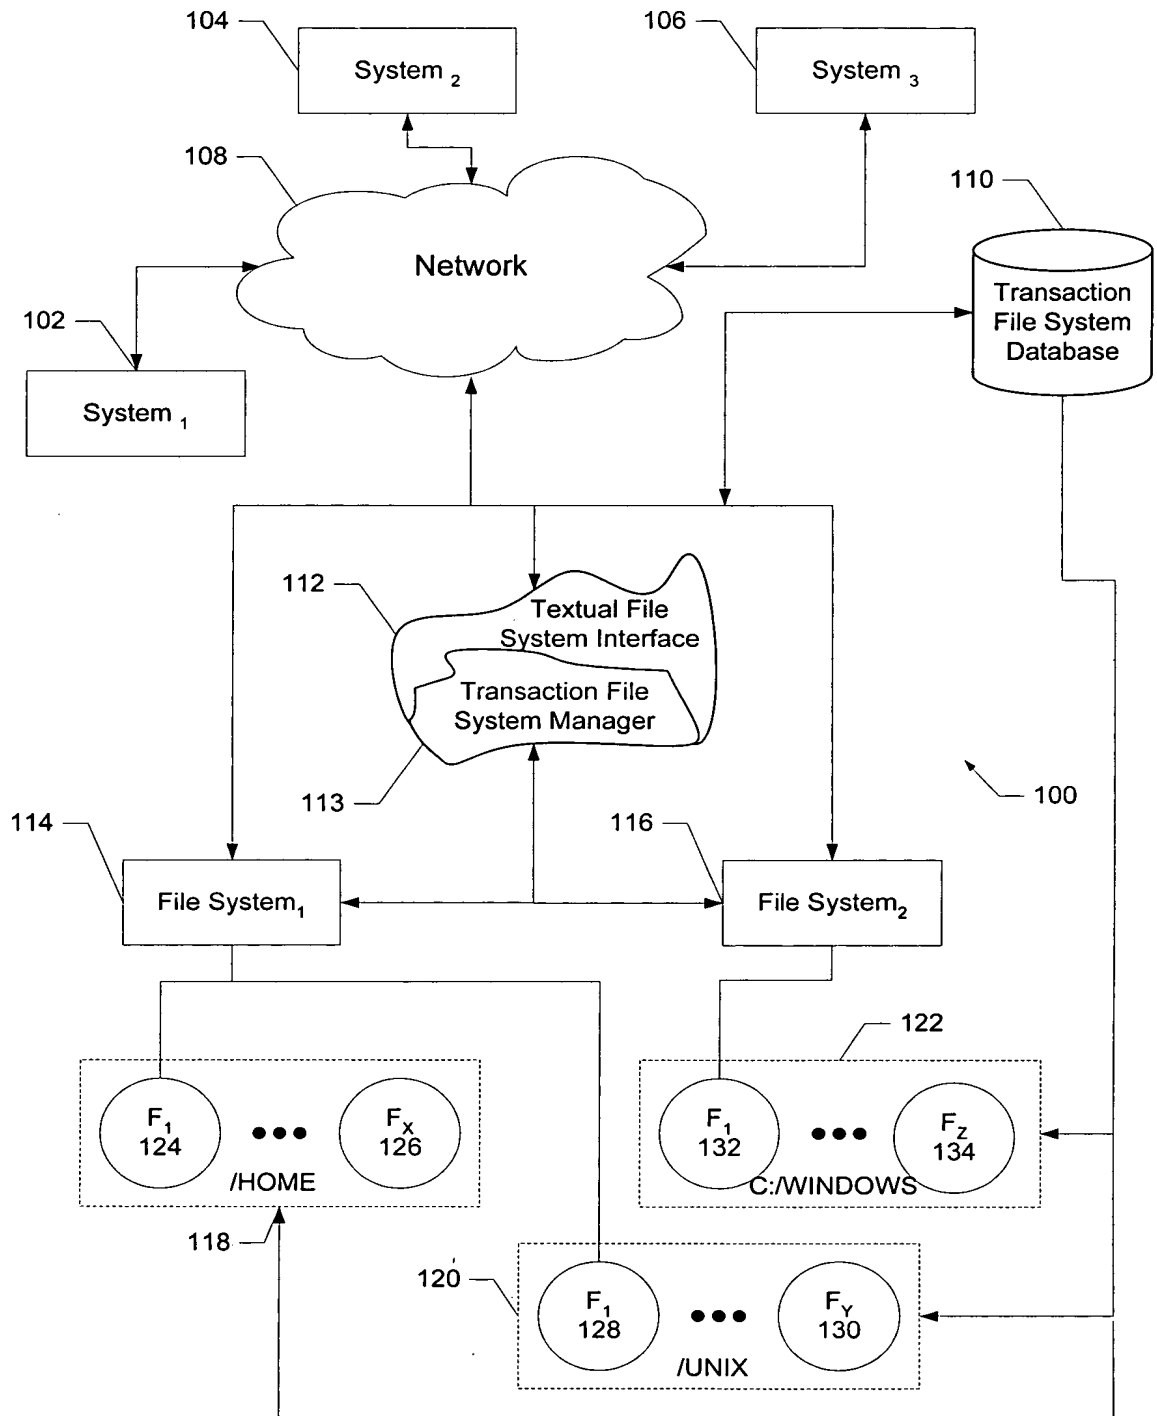 104
System 2
106
System 3
108
Network
110
Transaction
File System
Database
102
System 1
112
Textual File
System Interface
Transaction File
System Manager
113
100
114
File System1
116
File System2
122
F1
124
FX
126
/HOME
F1
132
FZ
134
C:/WINDOWS
118
120
F1
128
FY
130
/UNIX